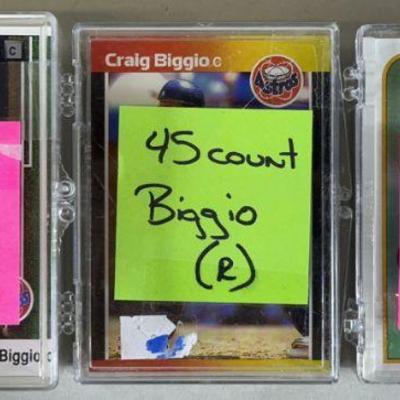 C
Craig Biggio.C
Astros
45 count
Biggio
(R)
Biggio.C